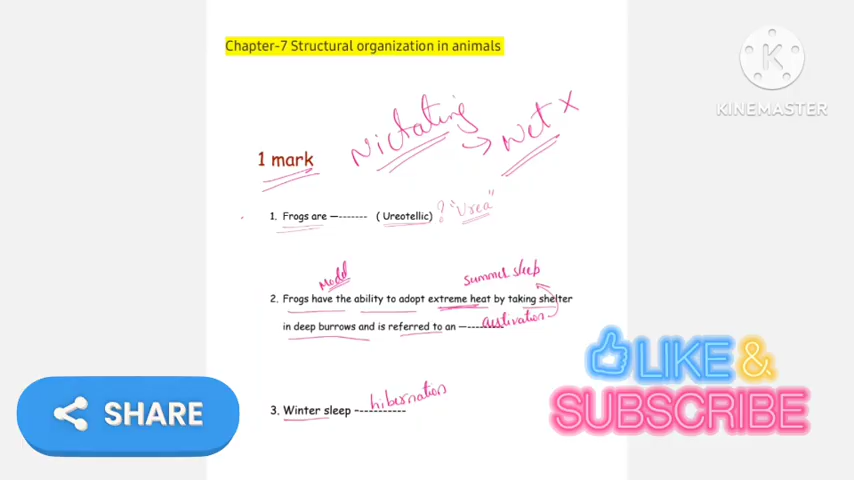 Chapter-7 Structural organization in animals
KINEMASTER
Nictating → Wet X
1 mark
1. Frogs are -------- ( Ureotellic) ? "Urea"
Model
summer sleep
2. Frogs have the ability to adopt extreme heat by taking shelter
in deep burrows and is referred to an ---------- aestivation
LIKE &
SUBSCRIBE
SHARE
3. Winter sleep ----------- hibernation